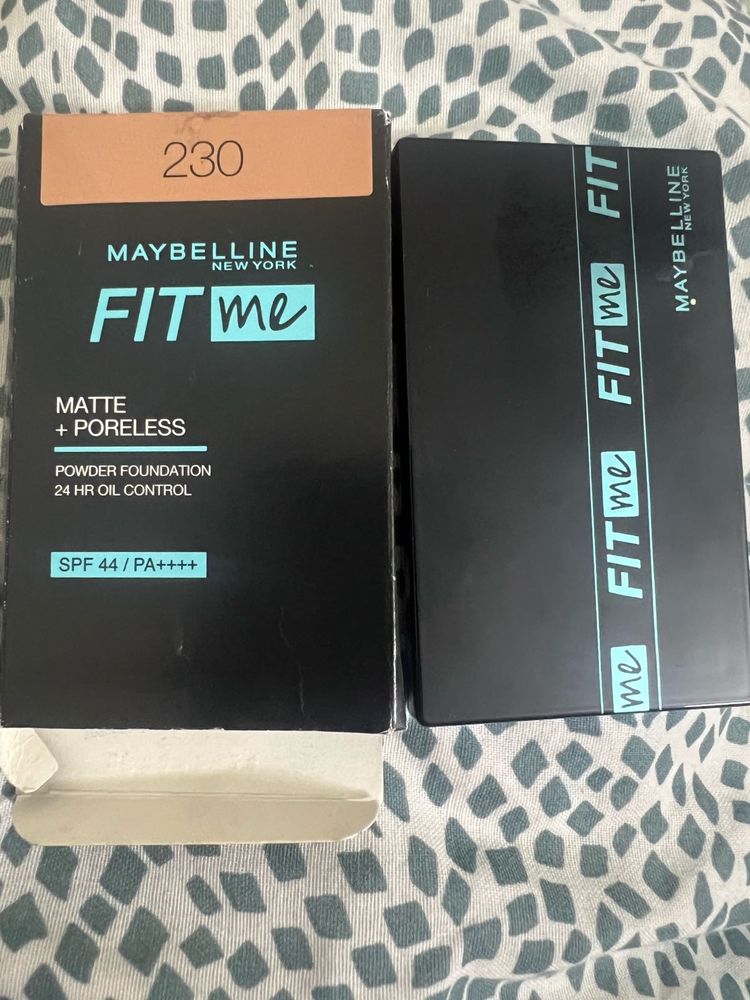 230
MAYBELLINE
NEW YORK
FIT me
MATTE
+ PORELESS
POWDER FOUNDATION
24 HR OIL CONTROL
SPF 44 / PA++++
FIT
FIT me
FIT me
me
MAYBELLINE
NEW YORK